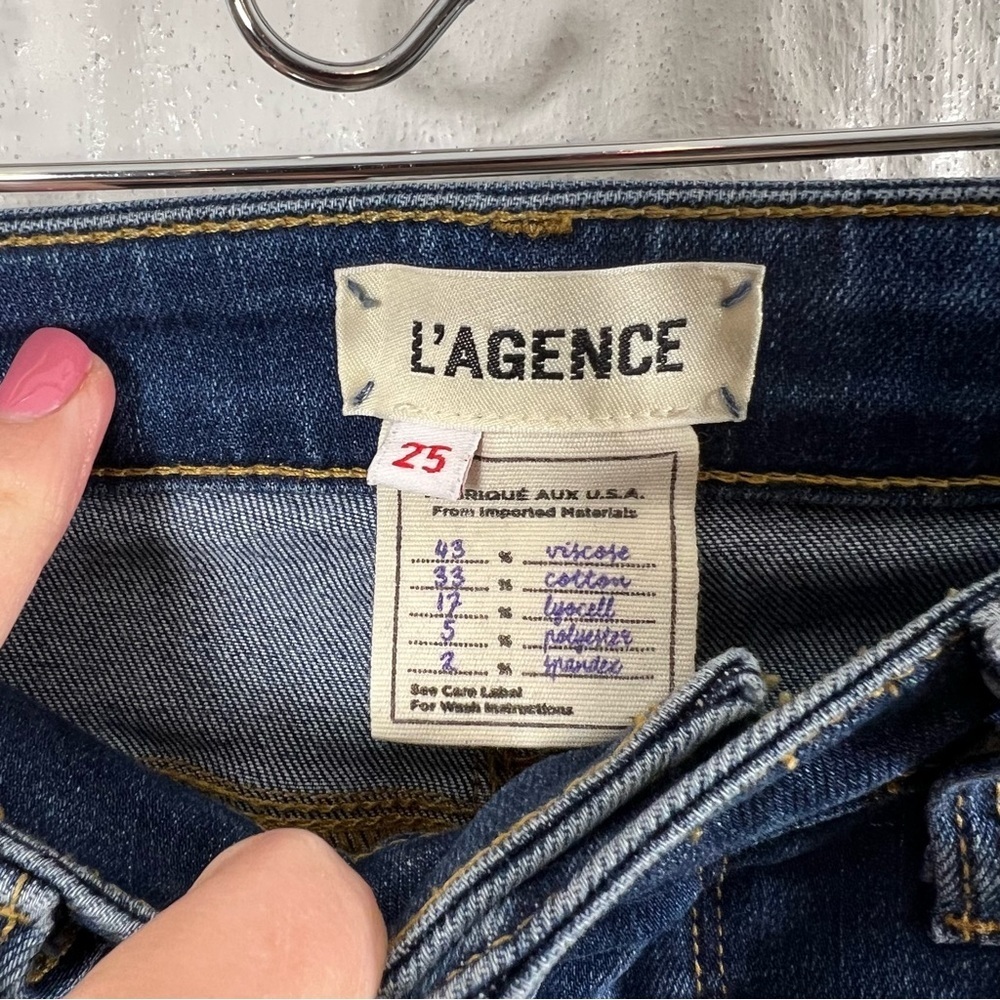 L'AGENCE
25
RIQUÉ AUX U.S.A.
From Imported Materials
43 % viscose
33 % cotton
17 % lyocell
5 % polyester
2 % spandex
See Care Label
For Wash Instructions